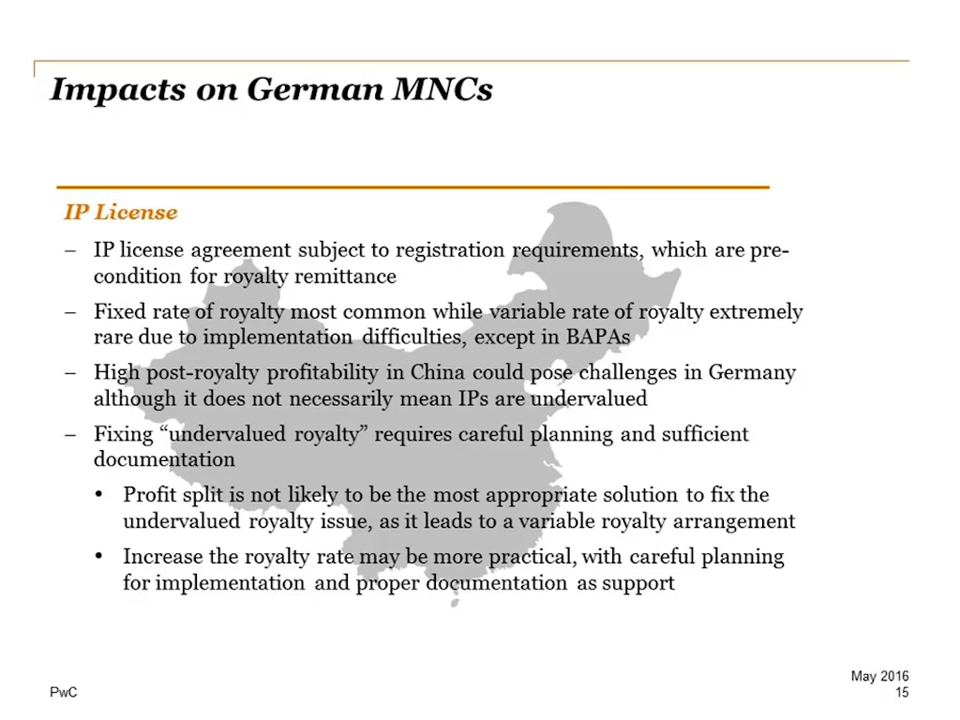 Impacts on German MNCs
IP License
– IP license agreement subject to registration requirements, which are pre-
condition for royalty remittance
– Fixed rate of royalty most common while variable rate of royalty extremely
rare due to implementation difficulties, except in BAPAs
– High post-royalty profitability in China could pose challenges in Germany
although it does not necessarily mean IPs are undervalued
– Fixing “undervalued royalty” requires careful planning and sufficient
documentation
• Profit split is not likely to be the most appropriate solution to fix the
undervalued royalty issue, as it leads to a variable royalty arrangement
• Increase the royalty rate may be more practical, with careful planning
for implementation and proper documentation as support
May 2016
PwC 15